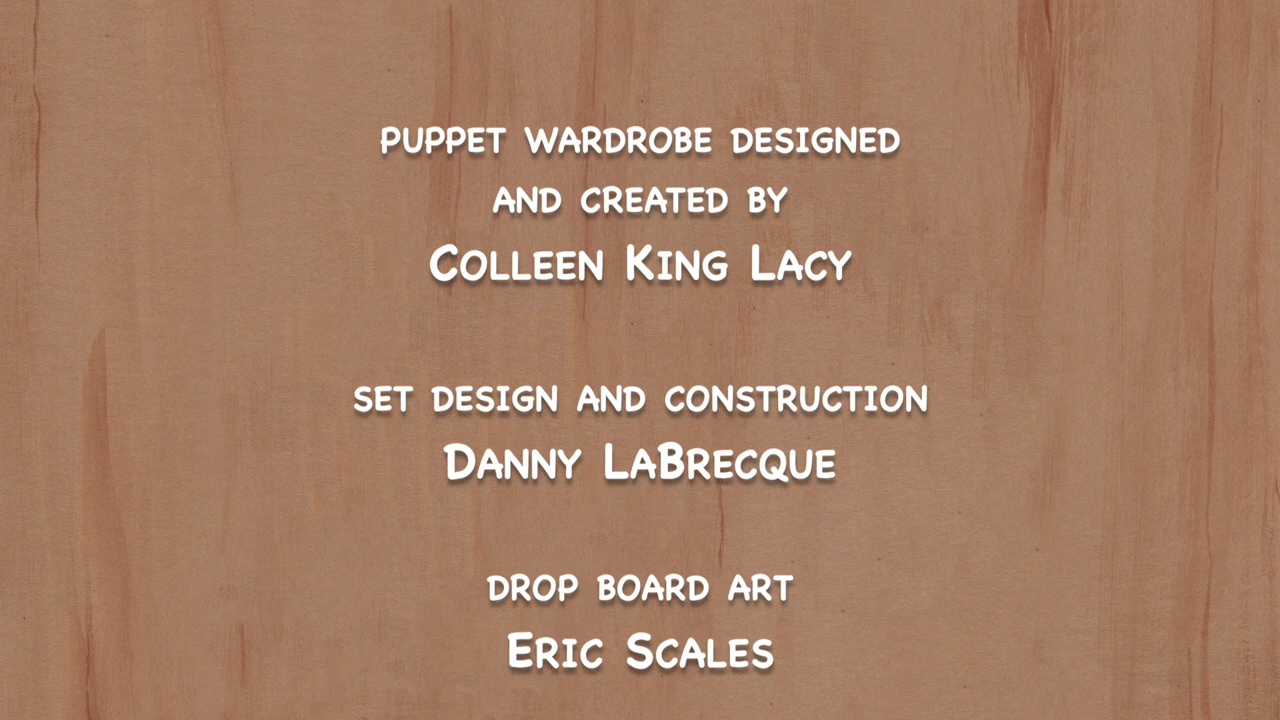 PUPPET WARDROBE DESIGNED
AND CREATED BY
COLLEEN KING LACY
SET DESIGN AND CONSTRUCTION
DANNY LABRECQUE
DROP BOARD ART
ERIC SCALES